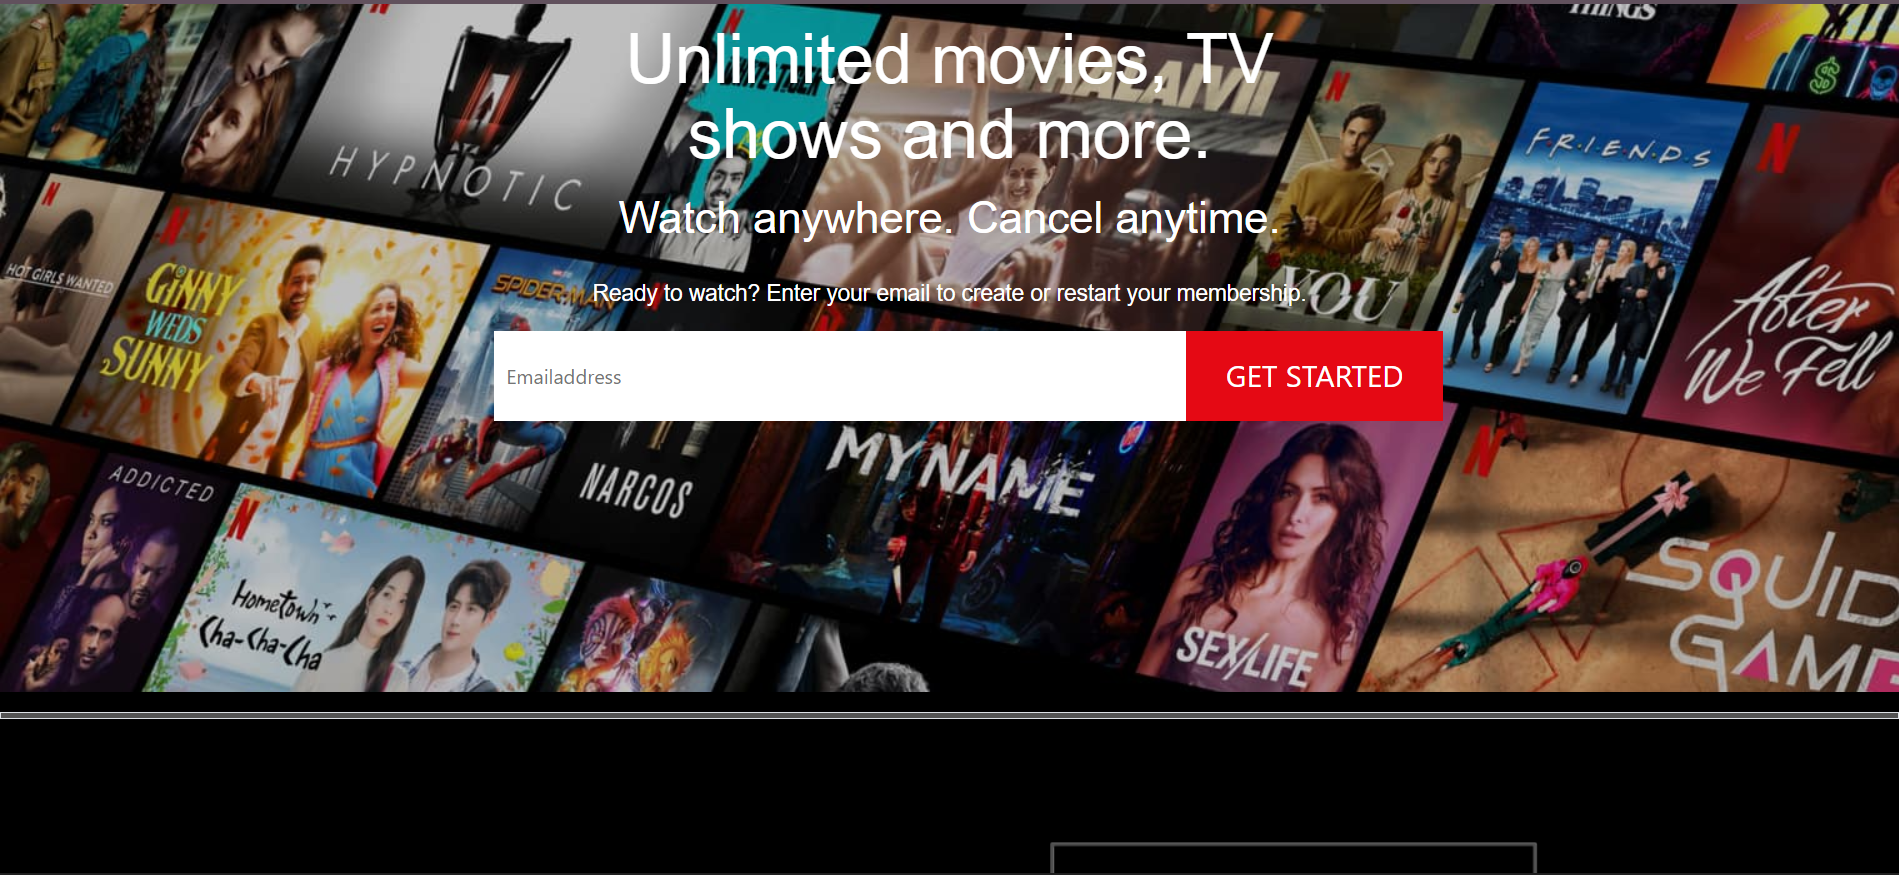 THINGS
Unlimited movies, TV
shows and more.
HYPNOTIC
F.R.I.E.N.D.S
Watch anywhere. Cancel anytime.
HOT GIRLS WANTED
GINNY
WEDS
SUNNY
SPIDER-MAN
Ready to watch? Enter your email to create or restart your membership.
YOU
After
We Fell
Emailaddress
GET STARTED
ADDICTED
NARCOS
MY NAME
Hometown
Cha-Cha-Cha
SEX/LIFE
SQUID
GAME